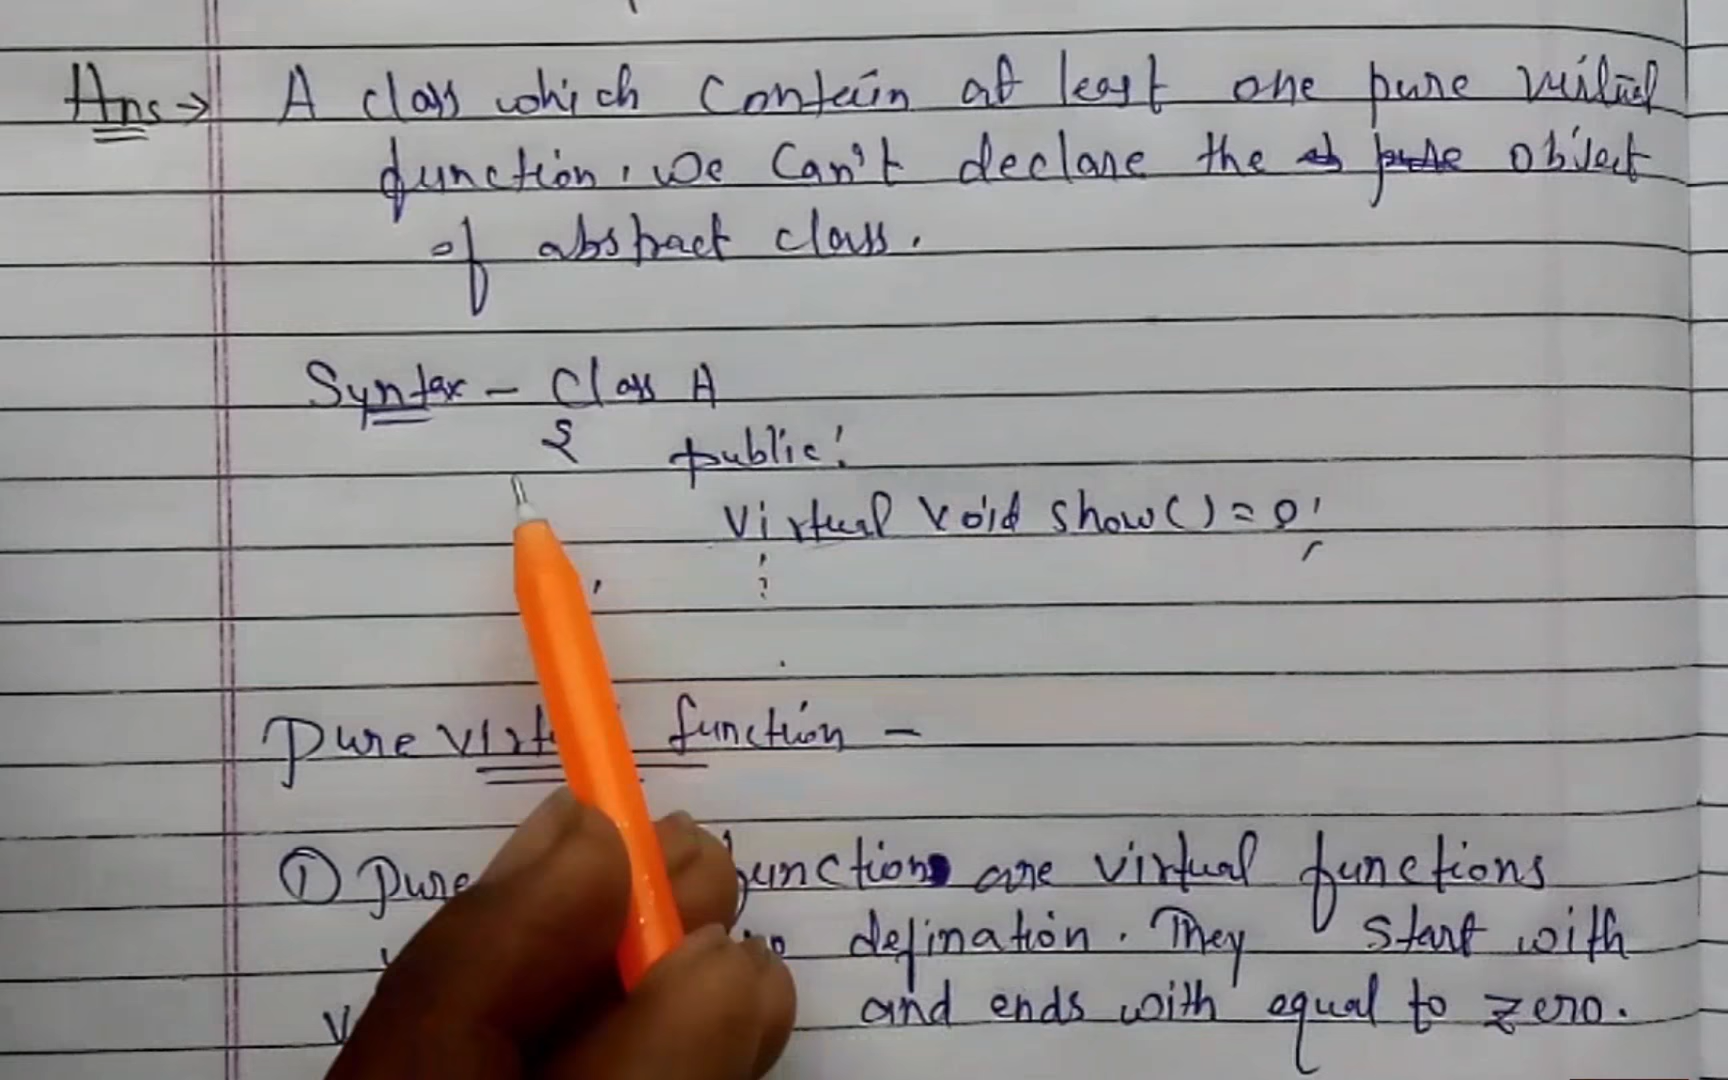 Ans → A class which contain at least one pure virtual
function. we can't declare the object
of abstract class.
Syntax - Class A
{ public:
virtual void show() = 0;
Pure function -
① Pure functions are virtual functions
defination. They start with
and ends with equal to zero.